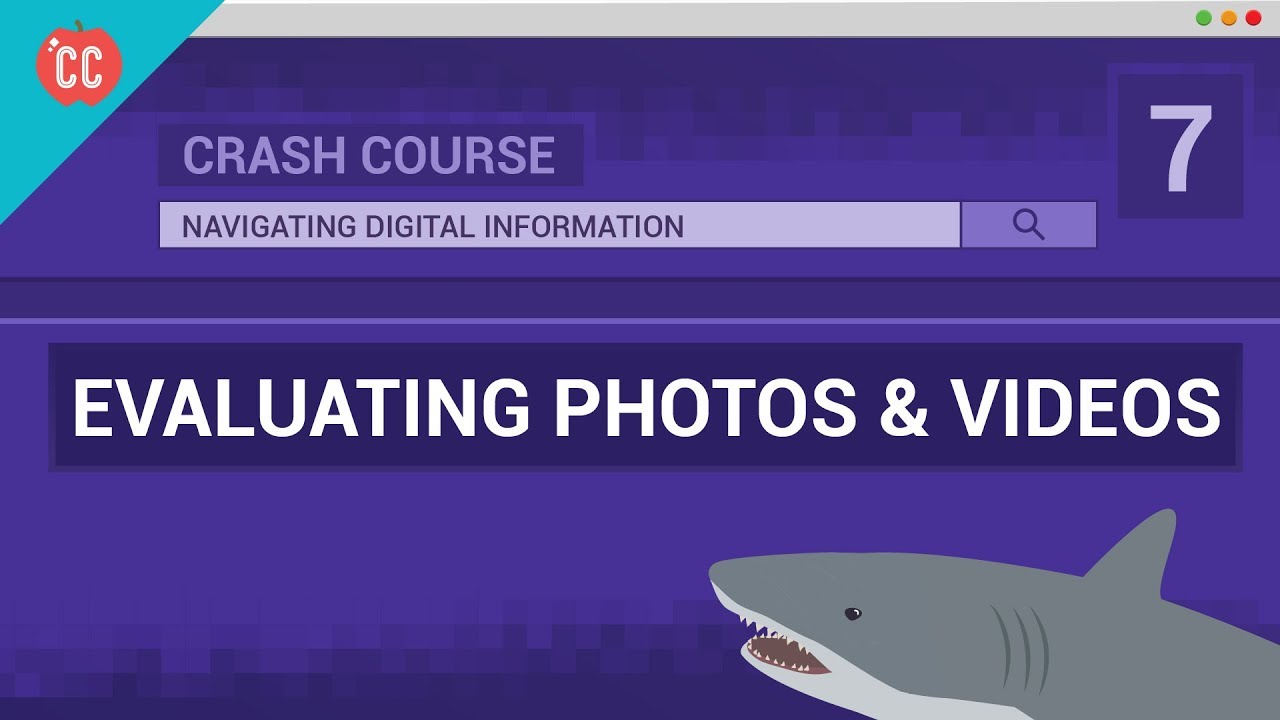 CC
CRASH COURSE
7
NAVIGATING DIGITAL INFORMATION
EVALUATING PHOTOS & VIDEOS